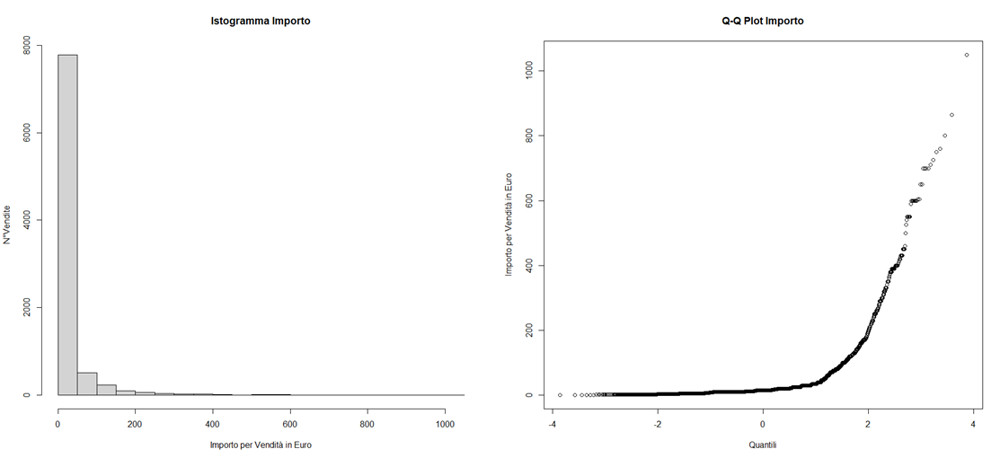 Istogramma Importo
N°Vendite
8000
6000
4000
2000
0
0 200 400 600 800 1000
Importo per Vendità in Euro
Q-Q Plot Importo
Importo per Vendità in Euro
1000
800
600
400
200
0
-4 -2 0 2 4
Quantili